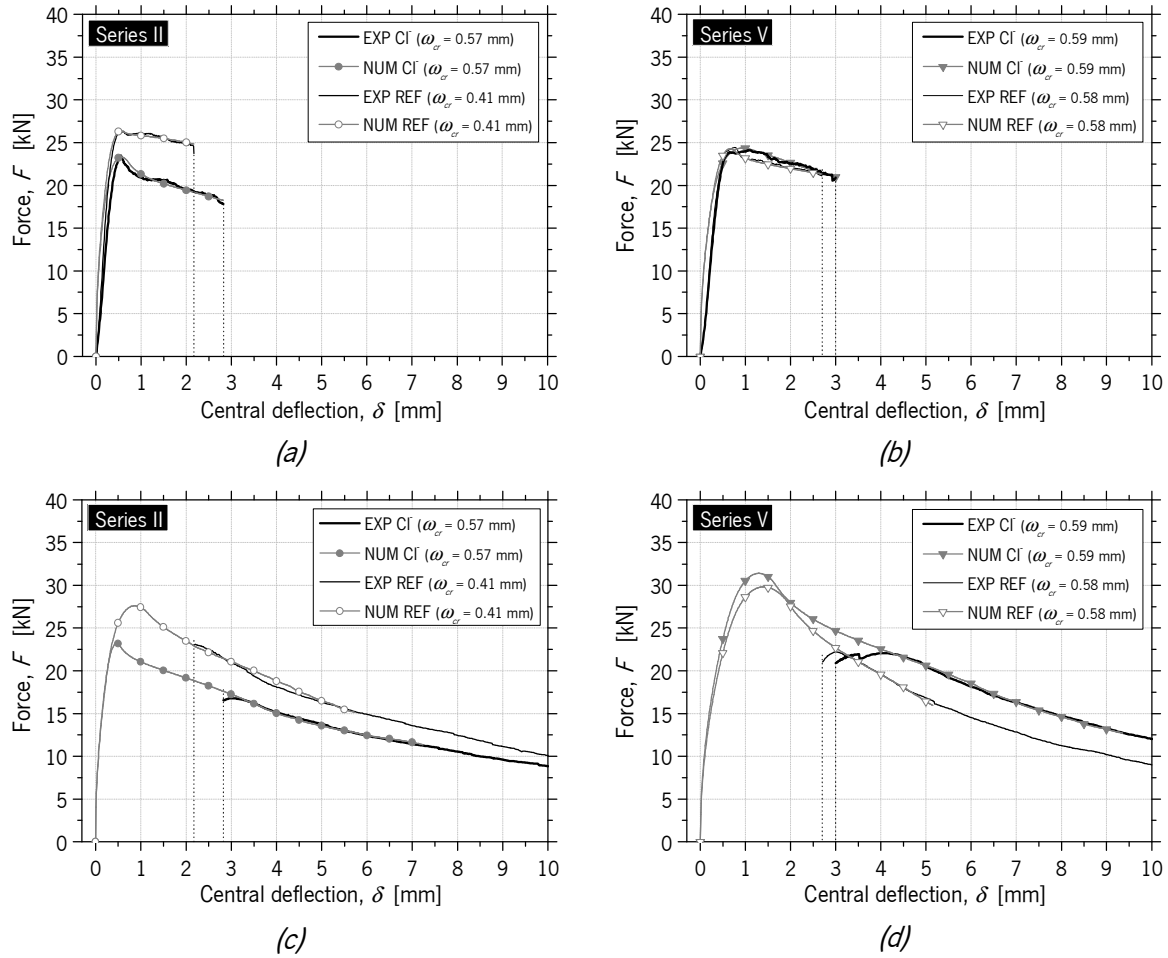 Series II
EXP Cl⁻ (ω_cr = 0.57 mm)
NUM Cl⁻ (ω_cr = 0.57 mm)
EXP REF (ω_cr = 0.41 mm)
NUM REF (ω_cr = 0.41 mm)
40
35
30
25
20
15
10
5
0
Force, F [kN]
0 1 2 3 4 5 6 7 8 9 10
Central deflection, δ [mm]
(a)
Series V
EXP Cl⁻ (ω_cr = 0.59 mm)
NUM Cl⁻ (ω_cr = 0.59 mm)
EXP REF (ω_cr = 0.58 mm)
NUM REF (ω_cr = 0.58 mm)
40
35
30
25
20
15
10
5
0
Force, F [kN]
0 1 2 3 4 5 6 7 8 9 10
Central deflection, δ [mm]
(b)
Series II
EXP Cl⁻ (ω_cr = 0.57 mm)
NUM Cl⁻ (ω_cr = 0.57 mm)
EXP REF (ω_cr = 0.41 mm)
NUM REF (ω_cr = 0.41 mm)
40
35
30
25
20
15
10
5
0
Force, F [kN]
0 1 2 3 4 5 6 7 8 9 10
Central deflection, δ [mm]
(c)
Series V
EXP Cl⁻ (ω_cr = 0.59 mm)
NUM Cl⁻ (ω_cr = 0.59 mm)
EXP REF (ω_cr = 0.58 mm)
NUM REF (ω_cr = 0.58 mm)
40
35
30
25
20
15
10
5
0
Force, F [kN]
0 1 2 3 4 5 6 7 8 9 10
Central deflection, δ [mm]
(d)